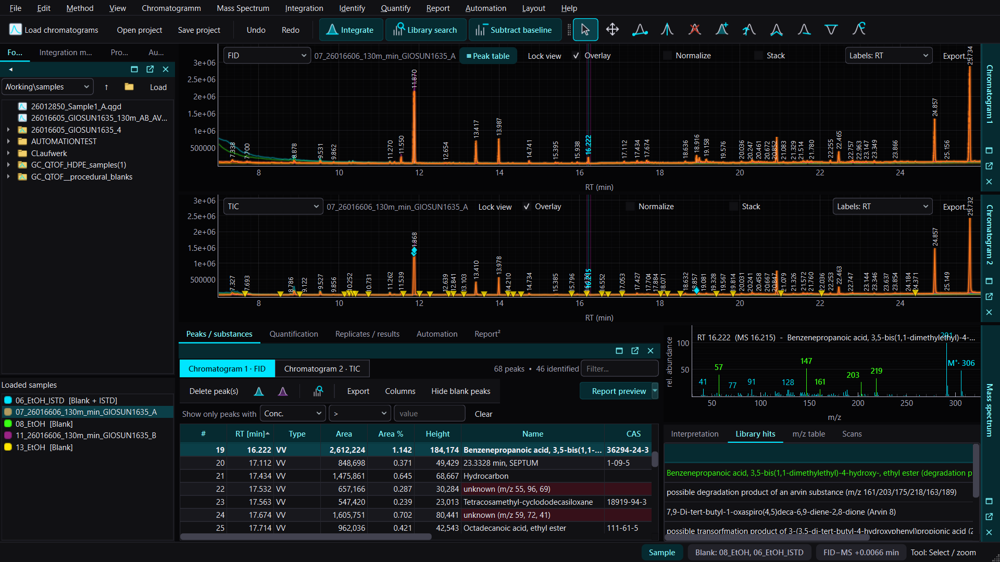 File Edit Method View Chromatogramm Mass Spectrum Integration Identify Quantify Report Automation Layout Help
Load chromatograms Open project Save project Undo Redo Integrate Library search Subtract baseline
Fo... Integration m... Pro... Au...
Working\samples Load
26012850_Sample1_A.qgd
26016605_GIOSUN1635_130m_AB_AV...
26016605_GIOSUN1635_4
AUTOMATIONTEST
CLaufwerk
GC_QTOF_HDPE_samples(1)
GC_QTOF__procedural_blanks
Loaded samples
06_EtOH_ISTD [Blank + ISTD]
07_26016606_130m_min_GIOSUN1635_A
08_EtOH [Blank]
11_26016606_130m_min_GIOSUN1635_B
13_EtOH [Blank]
FID 07_26016606_130m_min_GIOSUN1635_A Peak table Lock view Overlay Normalize Stack Labels: RT Export...
3e+06
2.5e+06
2e+06
1.5e+06
1e+06
500000
7.338 7.700 8.878 9.531 9.862 11.270 11.550 11.870 12.654 13.417 13.987 14.741 15.395 15.938 16.222 17.112 17.434 17.674 18.636 18.916 19.158 19.576 20.036 20.247 20.461 20.672 20.852 21.083 21.329 21.514 21.780 22.255 22.465 22.757 22.963 23.147 23.349 23.866 24.857 25.156 25.734
8 10 12 14 16 18 20 22 24
RT (min)
Chromatogram 1
TIC 07_26016606_130m_min_GIOSUN1635_A Lock view Overlay Normalize Stack Labels: RT Export...
3e+06
2.5e+06
2e+06
1.5e+06
1e+06
500000
7.327 7.693 8.786 9.122 9.527 9.856 10.252 10.731 11.262 11.539 1.868 12.639 12.841 13.103 13.410 13.978 14.210 14.734 15.385 15.796 16.215 16.552 17.053 17.427 17.704 17.884 18.071 18.632 18.857 19.081 19.328 19.567 19.814 20.041 20.241 20.458 20.667 20.847 21.079 21.326 21.572 21.760 22.036 22.253 22.463 22.747 23.144 23.346 23.637 23.854 24.184 24.371 24.857 25.149 25.732
8 10 12 14 16 18 20 22 24
RT (min)
Chromatogram 2
Peaks / substances Quantification Replicates / results Automation Report²
Chromatogram 1 · FID Chromatogram 2 · TIC 68 peaks • 46 identified Filter...
Delete peak(s) Export Columns Hide blank peaks Report preview
Show only peaks with Conc. > value Clear
# RT [min] Type Area Area % Height Name CAS
19 16.222 VV 2,612,224 1.142 184,174 Benzenepropanoic acid, 3,5-bis(1,1-... 36294-24-3
20 17.112 VV 848,698 0.371 49,429 23.3328 min, SEPTUM 1-09-5
21 17.434 VV 1,475,861 0.645 68,667 Hydrocarbon
22 17.532 VV 657,166 0.287 30,284 unknown (m/z 55, 96, 69)
23 17.563 VV 547,420 0.239 23,013 Tetracosamethyl-cyclododecasiloxane 18919-94-3
24 17.674 VV 1,605,751 0.702 80,441 unknown (m/z 59, 72, 41)
25 17.714 VV 962,036 0.421 42,543 Octadecanoic acid, ethyl ester 111-61-5
RT 16.222 (MS 16.215) - Benzenepropanoic acid, 3,5-bis(1,1-dimethylethyl)-4-...
rel. abundance
100
50
41 57 77 91 128 147 161 203 219 291 M⁺· 306
50 100 150 200 250 300
m/z
Mass spectrum
Interpretation Library hits m/z table Scans
Benzenepropanoic acid, 3,5-bis(1,1-dimethylethyl)-4-hydroxy-, ethyl ester (degradation p
possible degradation product of an arvin substance (m/z 161/203/175/218/163/189)
7,9-Di-tert-butyl-1-oxaspiro(4,5)deca-6,9-diene-2,8-dione (Arvin 8)
possible transorfmation product of 3-(3,5-di-tert-butyl-4-hydroxyphenyl)propionic acid (2
Sample Blank: 08_EtOH, 06_EtOH_ISTD FID–MS +0.0066 min Tool: Select / zoom